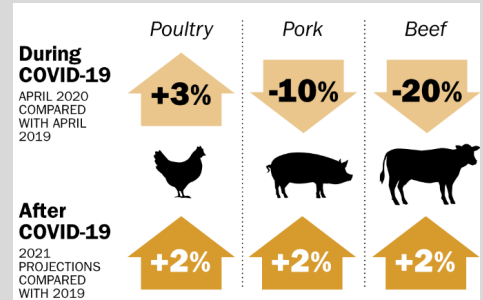 Poultry Pork Beef
During
COVID-19
APRIL 2020
COMPARED
WITH APRIL
2019
+3% -10% -20%
After
COVID-19
2021
PROJECTIONS
COMPARED
WITH 2019
+2% +2% +2%